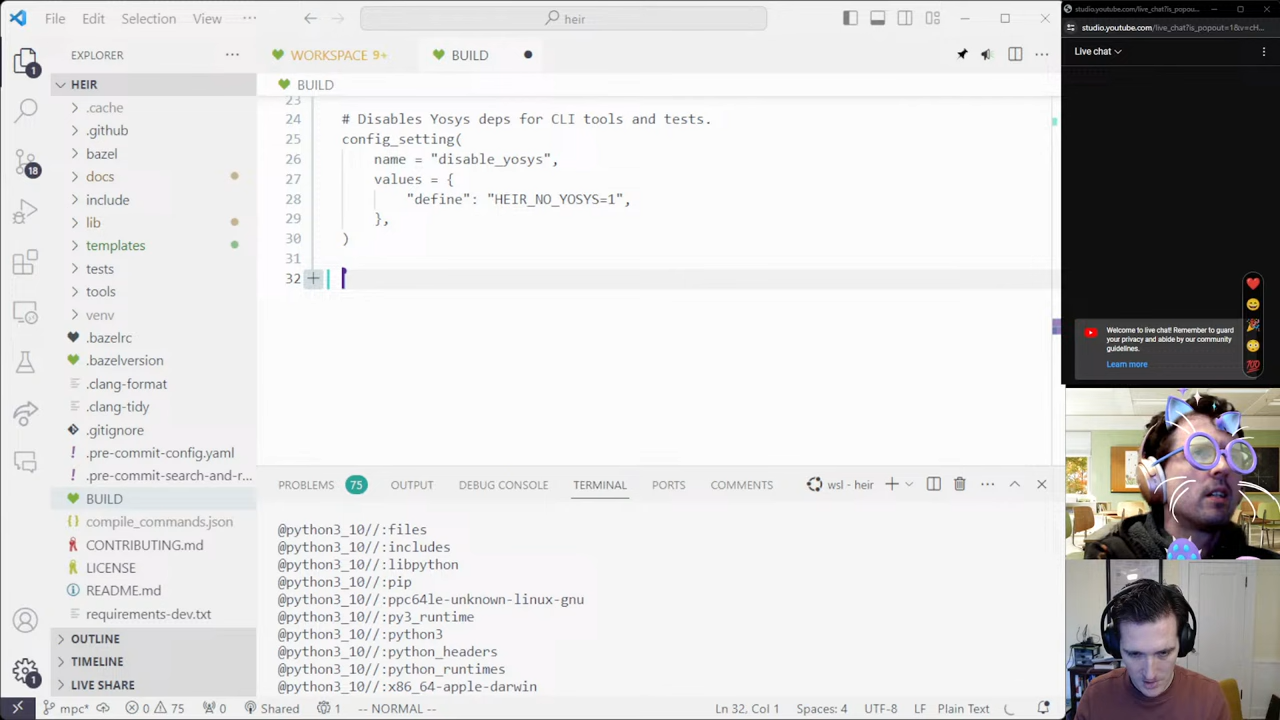 File Edit Selection View ··· heir
EXPLORER ···
WORKSPACE 9+ BUILD
HEIR
BUILD
.cache
.github
bazel
docs
include
lib
templates
tests
tools
venv
.bazelrc
.bazelversion
.clang-format
.clang-tidy
.gitignore
.pre-commit-config.yaml
.pre-commit-search-and-r...
BUILD
compile_commands.json
CONTRIBUTING.md
LICENSE
README.md
requirements-dev.txt
OUTLINE
TIMELINE
LIVE SHARE
1
18
1
23
24 # Disables Yosys deps for CLI tools and tests.
25 config_setting(
26 name = "disable_yosys",
27 values = {
28 "define": "HEIR_NO_YOSYS=1",
29 },
30 )
31
32
PROBLEMS 75 OUTPUT DEBUG CONSOLE TERMINAL PORTS COMMENTS wsl - heir
@python3_10//:files
@python3_10//:includes
@python3_10//:libpython
@python3_10//:pip
@python3_10//:ppc64le-unknown-linux-gnu
@python3_10//:py3_runtime
@python3_10//:python3
@python3_10//:python_headers
@python3_10//:python_runtimes
@python3_10//:x86_64-apple-darwin
mpc* 0 75 0 Shared 1 -- NORMAL -- Ln 32, Col 1 Spaces: 4 UTF-8 LF Plain Text
studio.youtube.com/live_chat?is_popou...
studio.youtube.com/live_chat?is_popout=1&v=cH...
Live chat
Welcome to live chat! Remember to guard
your privacy and abide by our community
guidelines.
Learn more
100